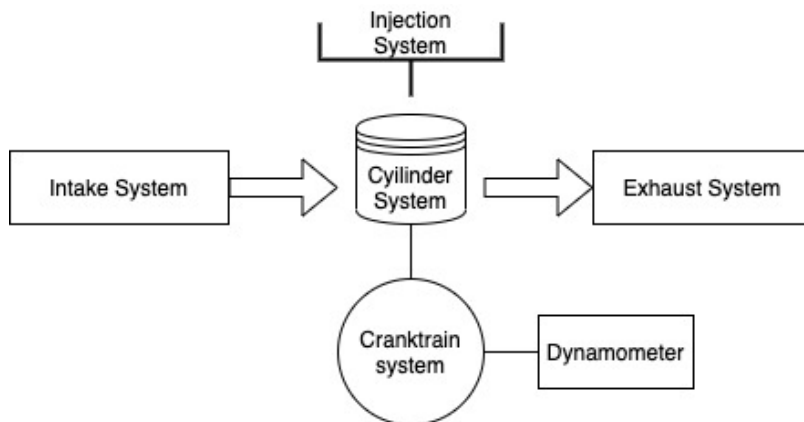 Injection
System
Intake System
Cyilinder
System
Exhaust System
Cranktrain
system
Dynamometer